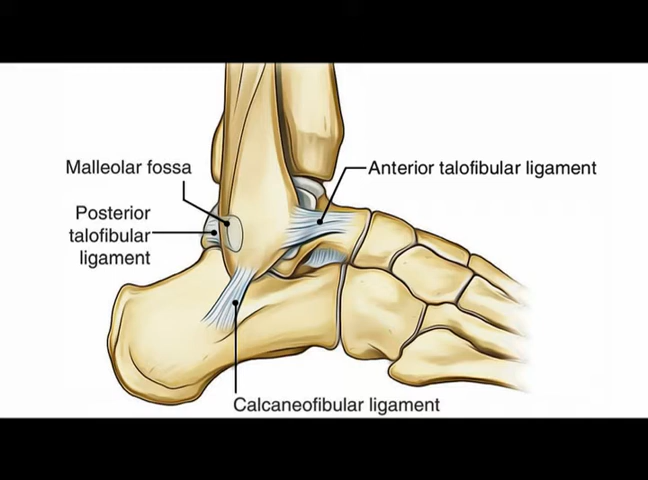 Malleolar fossa
Anterior talofibular ligament
Posterior
talofibular
ligament
Calcaneofibular ligament